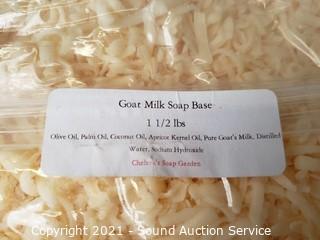 Goat Milk Soap Base
1 1/2 lbs
Olive Oil, Palm Oil, Coconut Oil, Apricot Kernel Oil, Pure Goat's Milk, Distilled
Water, Sodium Hydroxide
Chelsea's Soap Garden
Copyright 2021 - Sound Auction Service